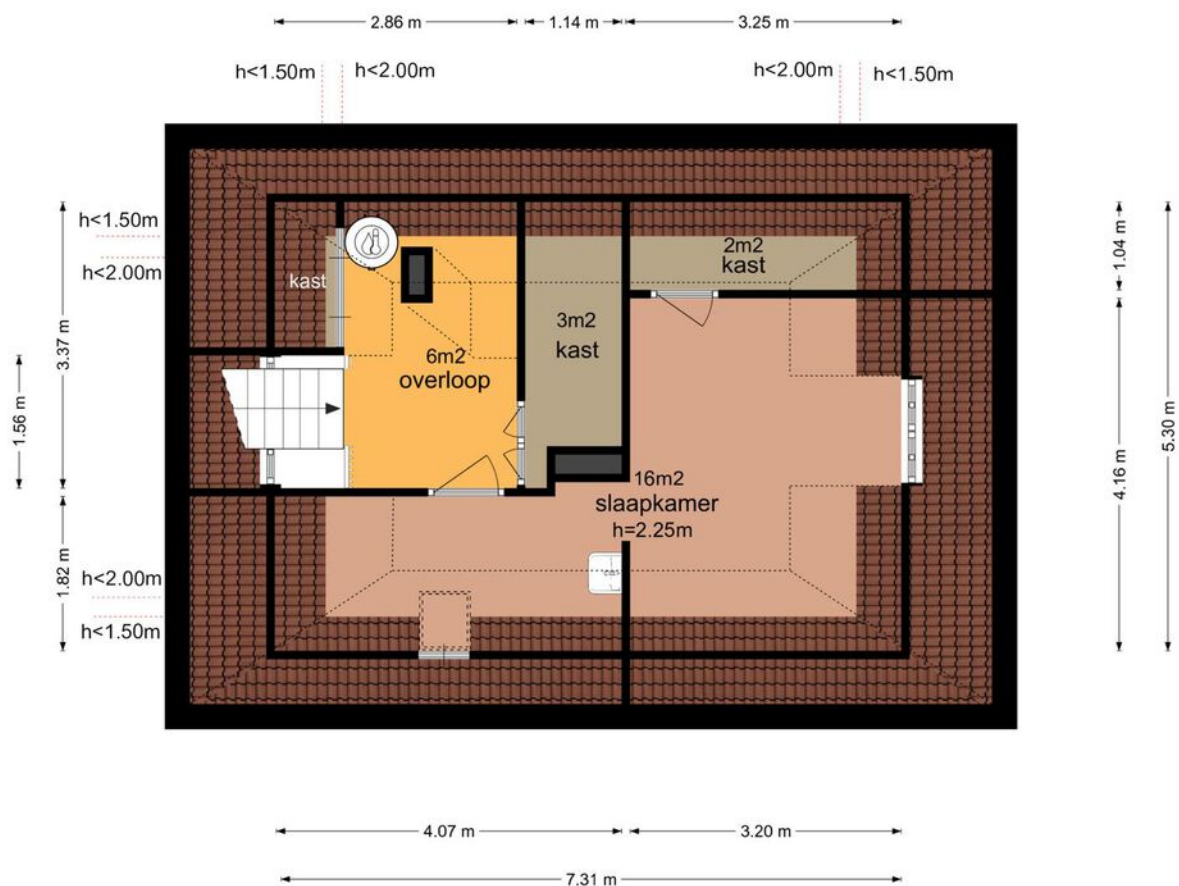 2.86 m
1.14 m
3.25 m
h<1.50m
h<2.00m
h<2.00m
h<1.50m
h<1.50m
h<2.00m
3.37 m
1.56 m
1.82 m
h<2.00m
h<1.50m
kast
6m2
overloop
3m2
kast
2m2
kast
16m2
slaapkamer
h=2.25m
1.04 m
4.16 m
5.30 m
4.07 m
3.20 m
7.31 m